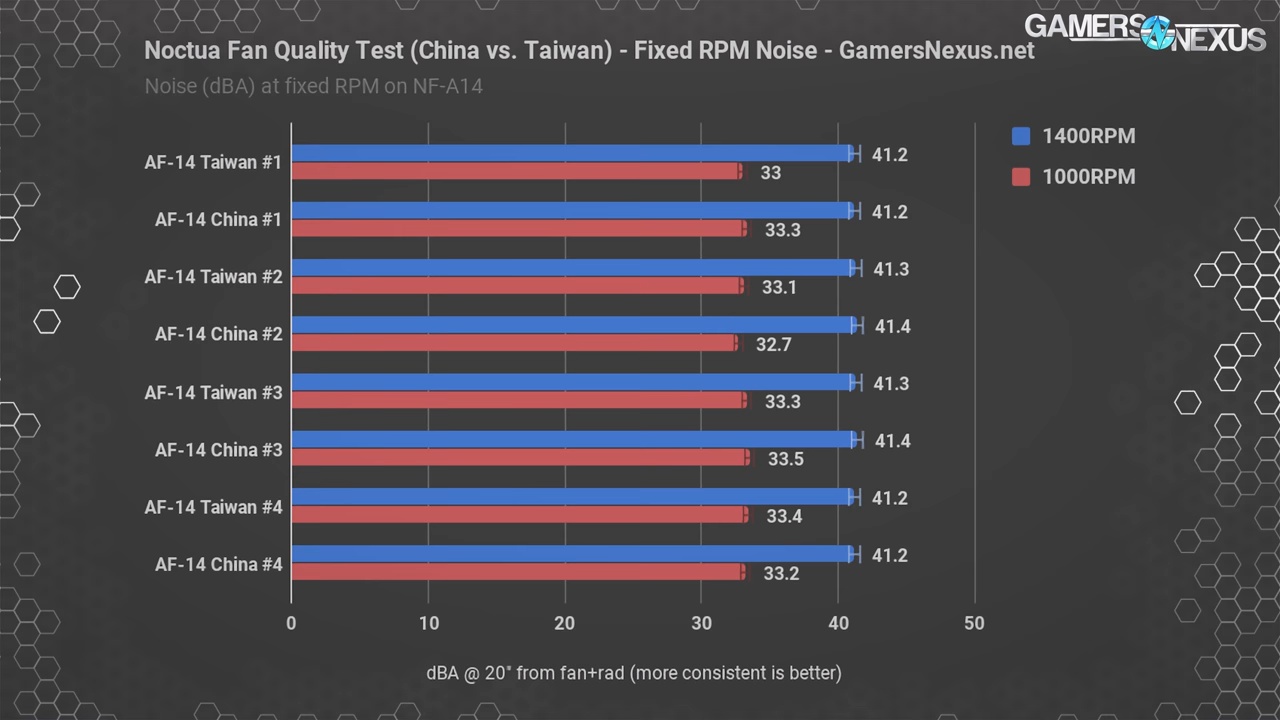 GAMERS NEXUS
Noctua Fan Quality Test (China vs. Taiwan) - Fixed RPM Noise - GamersNexus.net
Noise (dBA) at fixed RPM on NF-A14
1400RPM
1000RPM
AF-14 Taiwan #1
41.2
33
AF-14 China #1
41.2
33.3
AF-14 Taiwan #2
41.3
33.1
AF-14 China #2
41.4
32.7
AF-14 Taiwan #3
41.3
33.3
AF-14 China #3
41.4
33.5
AF-14 Taiwan #4
41.2
33.4
AF-14 China #4
41.2
33.2
0 10 20 30 40 50
dBA @ 20" from fan+rad (more consistent is better)